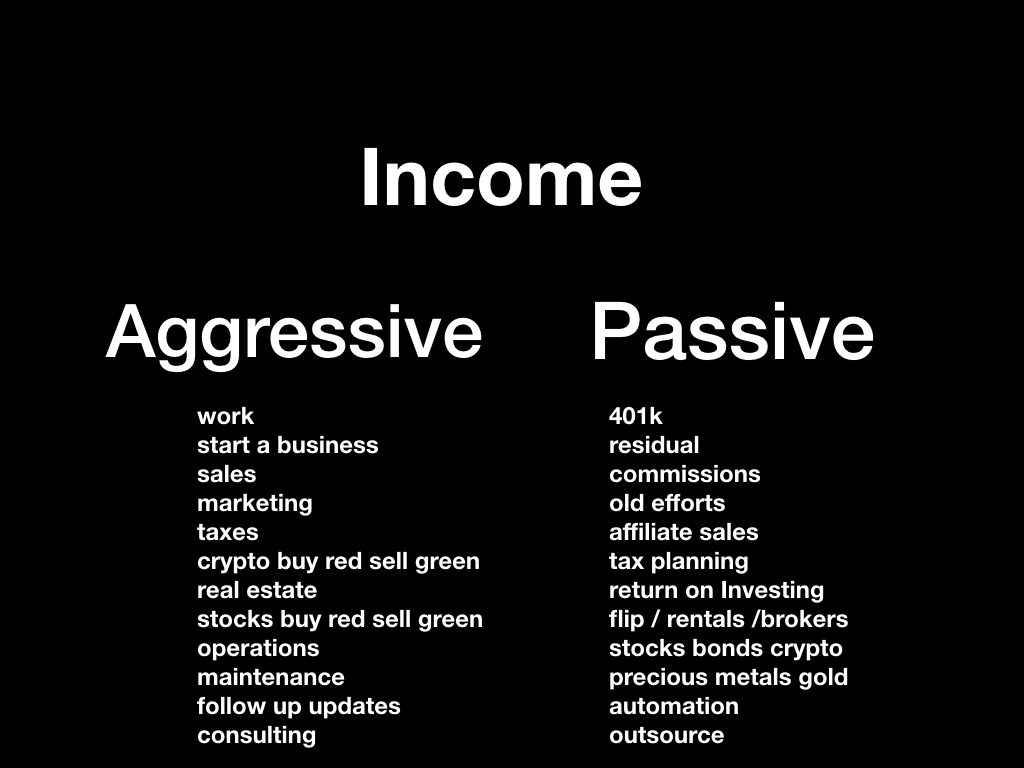 Income
Aggressive
work
start a business
sales
marketing
taxes
crypto buy red sell green
real estate
stocks buy red sell green
operations
maintenance
follow up updates
consulting
Passive
401k
residual
commissions
old efforts
affiliate sales
tax planning
return on Investing
flip / rentals /brokers
stocks bonds crypto
precious metals gold
automation
outsource